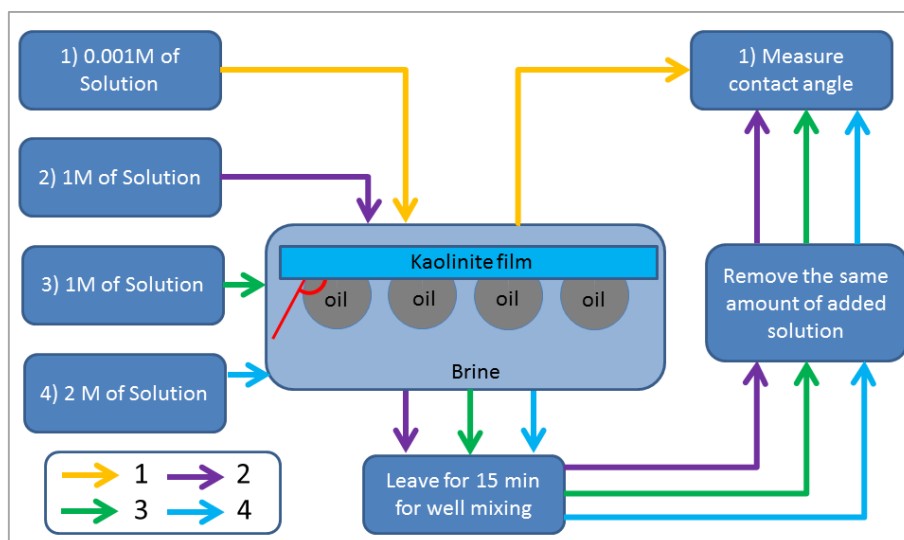 1) 0.001M of
Solution
1) Measure
contact angle
2) 1M of Solution
3) 1M of Solution
Kaolinite film
oil
oil
oil
oil
Remove the same
amount of added
solution
Brine
4) 2 M of Solution
1
2
3
4
Leave for 15 min
for well mixing